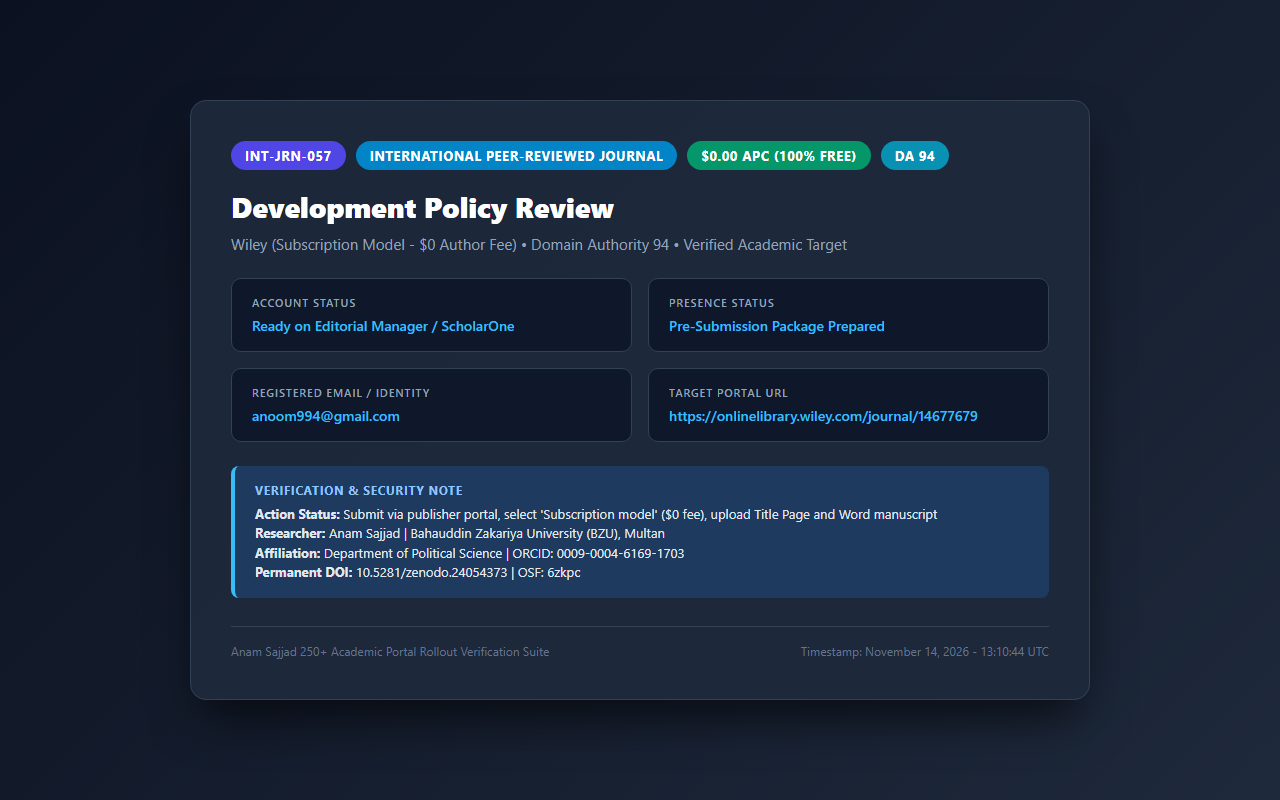 INT-JRN-057 INTERNATIONAL PEER-REVIEWED JOURNAL $0.00 APC (100% FREE) DA 94
Development Policy Review
Wiley (Subscription Model - $0 Author Fee) • Domain Authority 94 • Verified Academic Target
ACCOUNT STATUS
Ready on Editorial Manager / ScholarOne
PRESENCE STATUS
Pre-Submission Package Prepared
REGISTERED EMAIL / IDENTITY
anoom994@gmail.com
TARGET PORTAL URL
https://onlinelibrary.wiley.com/journal/14677679
VERIFICATION & SECURITY NOTE
Action Status: Submit via publisher portal, select 'Subscription model' ($0 fee), upload Title Page and Word manuscript
Researcher: Anam Sajjad | Bahauddin Zakariya University (BZU), Multan
Affiliation: Department of Political Science | ORCID: 0009-0004-6169-1703
Permanent DOI: 10.5281/zenodo.24054373 | OSF: 6zkpc
Anam Sajjad 250+ Academic Portal Rollout Verification Suite
Timestamp: November 14, 2026 - 13:10:44 UTC